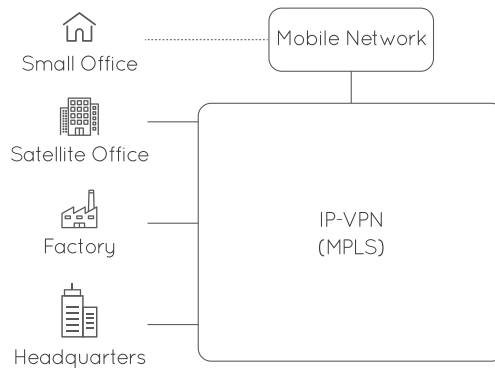 Mobile Network
Small Office
Satellite Office
IP-VPN
(MPLS)
Factory
Headquarters